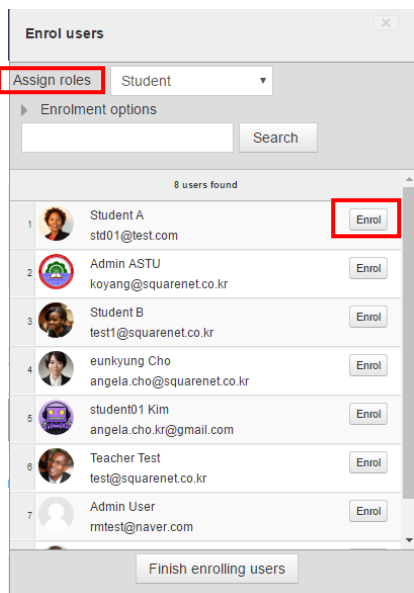 Enrol users
Assign roles Student
Enrolment options
Search
8 users found
1 Student A Enrol
std01@test.com
2 Admin ASTU Enrol
koyang@squarenet.co.kr
3 Student B Enrol
test1@squarenet.co.kr
4 eunkyung Cho Enrol
angela.cho@squarenet.co.kr
5 student01 Kim Enrol
angela.cho.kr@gmail.com
6 Teacher Test Enrol
test@squarenet.co.kr
7 Admin User Enrol
rmtest@naver.com
Finish enrolling users